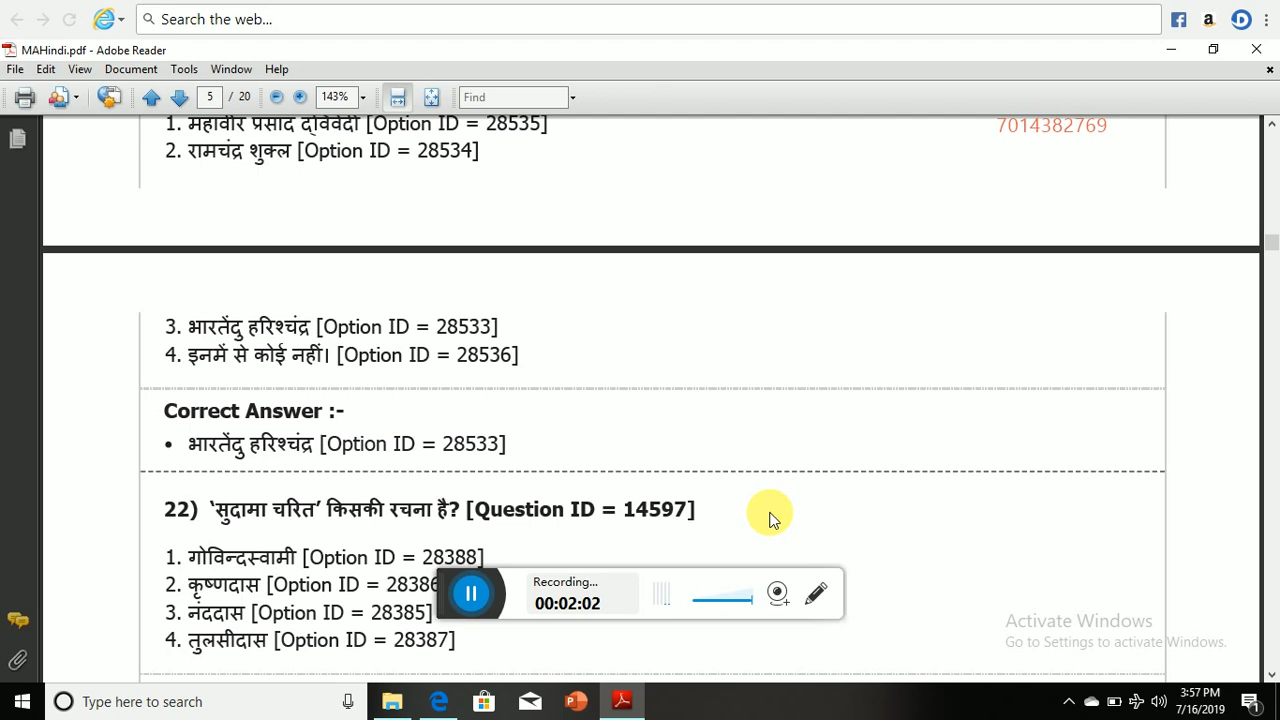 Search the web...
MAHindi.pdf - Adobe Reader
File Edit View Document Tools Window Help
5 / 20 143% Find
1. महावीर प्रसाद द्विवेदी [Option ID = 28535]
7014382769
2. रामचंद्र शुक्ल [Option ID = 28534]
3. भारतेंदु हरिश्चंद्र [Option ID = 28533]
4. इनमें से कोई नहीं। [Option ID = 28536]
Correct Answer :-
• भारतेंदु हरिश्चंद्र [Option ID = 28533]
22) ‘सुदामा चरित’ किसकी रचना है? [Question ID = 14597]
1. गोविन्दस्वामी [Option ID = 28388]
2. कृष्णदास [Option ID = 28386
3. नंददास [Option ID = 28385]
4. तुलसीदास [Option ID = 28387]
Recording...
00:02:02
Activate Windows
Go to Settings to activate Windows.
Type here to search
3:57 PM
7/16/2019